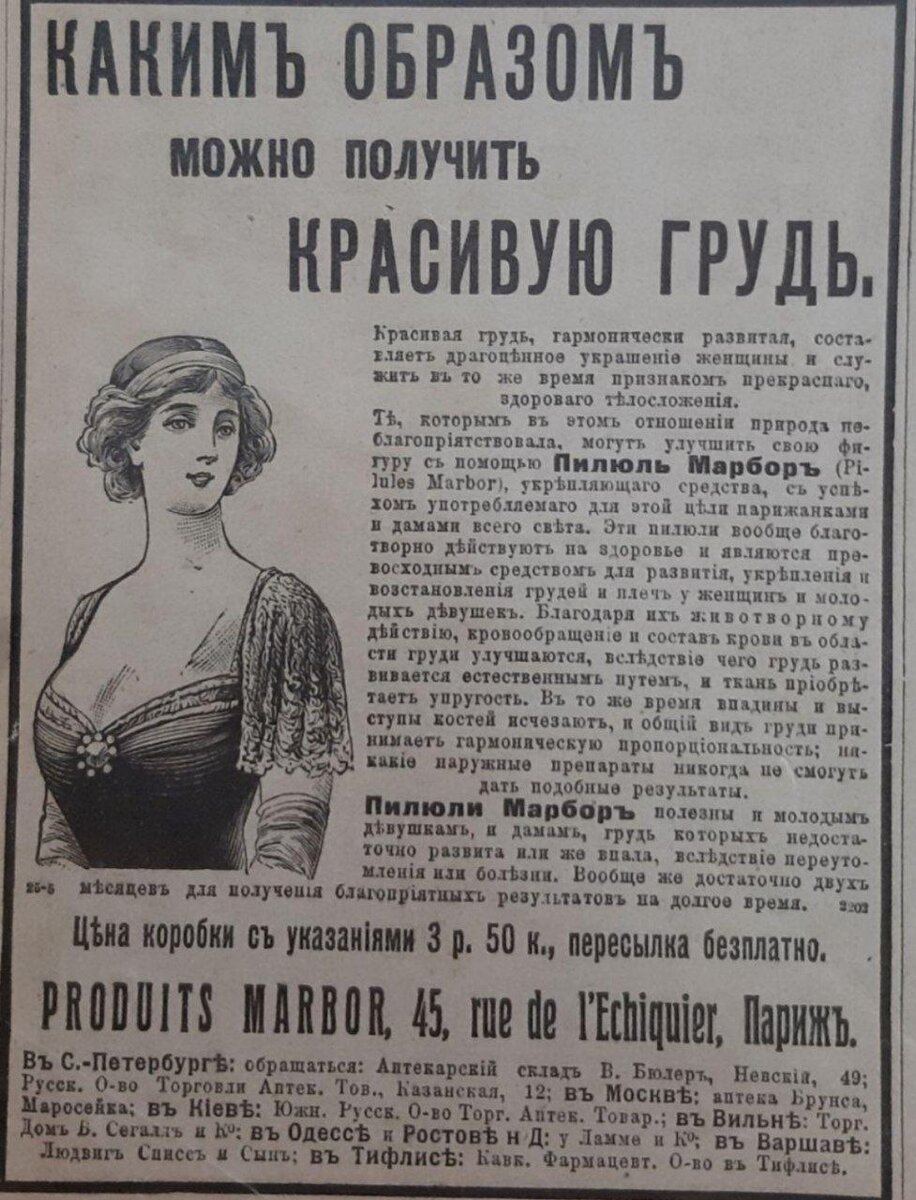 КАКИМЪ ОБРАЗОМЪ
МОЖНО ПОЛУЧИТЬ
КРАСИВУЮ ГРУДЬ.
Красивая грудь, гармонически развитая, соста-
вляетъ драгоцѣнное украшеніе женщины и слу-
житъ въ то же время признакомъ прекраснаго,
здороваго тѣлосложенія.
Тѣ, которымъ въ этомъ отношеніи природа не-
благопріятствовала, могутъ улучшить свою фи-
гуру съ помощью Пилюль Марборъ (Pi-
lules Marbor), укрѣпляющаго средства, съ успѣ-
хомъ употребляемаго для этой цѣли парижанками
и дамами всего свѣта. Эти пилюли вообще благо-
творно дѣйствуютъ на здоровье и являются пре-
восходнымъ средствомъ для развитія, укрѣпленія и
возстановленія грудей и плечъ у женщинъ и моло-
дыхъ дѣвушекъ. Благодаря ихъ животворному
дѣйствію, кровообращеніе и составъ крови въ обла-
сти груди улучшаются, вслѣдствіе чего грудь раз-
вивается естественнымъ путемъ, и ткань пріобрѣ-
таетъ упругость. Въ то же время впадины и вы-
ступы костей исчезаютъ, и общій видъ груди при-
нимаетъ гармоническую пропорціональность; ни-
какіе наружные препараты никогда не смогутъ
дать подобные результаты.
Пилюли Марборъ полезны и молодымъ
дѣвушкамъ, и дамамъ, грудь которыхъ недоста-
точно развита или же впала, вслѣдствіе переуто-
мленія или болѣзни. Вообще же достаточно двухъ
25-5 мѣсяцевъ для полученія благопріятныхъ результатовъ на долгое время. 2202
Цѣна коробки съ указаніями 3 р. 50 к., пересылка безплатно.
PRODUITS MARBOR, 45, rue de l'Echiquier, Парижъ.
Въ С.-Петербургѣ: обращаться: Аптекарскій складъ В. Бюлеръ, Невскій, 49;
Русск. О-во Торговли Аптек. Тов., Казанская, 12; въ Москвѣ: аптека Брунса,
Маросейка; въ Кіевѣ: Южн. Русск. О-во Торг. Аптек. Товар.; въ Вильнѣ: Торг.
Домъ Б. Сегаллъ и Ко; въ Одессѣ и Ростовѣ н Д: у Ламме и Ко; въ Варшавѣ:
Людвигъ Списсъ и Сынъ; въ Тифлисѣ: Кавк. Фармацевт. О-во въ Тифлисѣ.